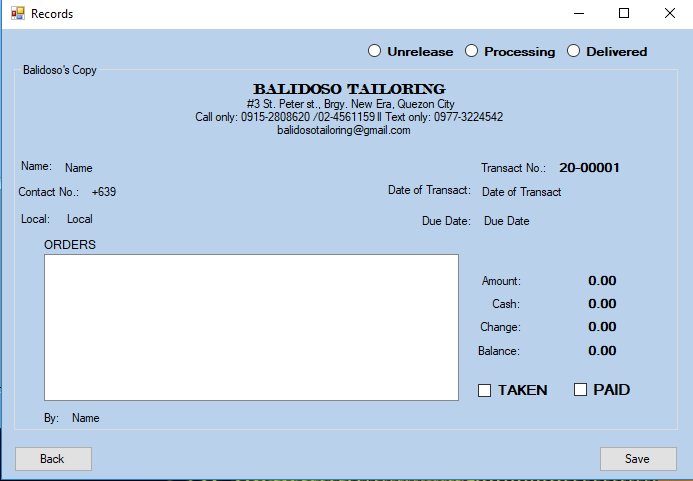 Records
Unrelease Processing Delivered
Balidoso's Copy
BALIDOSO TAILORING
#3 St. Peter st., Brgy. New Era, Quezon City
Call only: 0915-2808620 /02-4561159 || Text only: 0977-3224542
balidosotailoring@gmail.com
Name: Name
Transact No.: 20-00001
Contact No.: +639
Date of Transact: Date of Transact
Local: Local
Due Date: Due Date
ORDERS
Amount: 0.00
Cash: 0.00
Change: 0.00
Balance: 0.00
TAKEN PAID
By: Name
Back Save